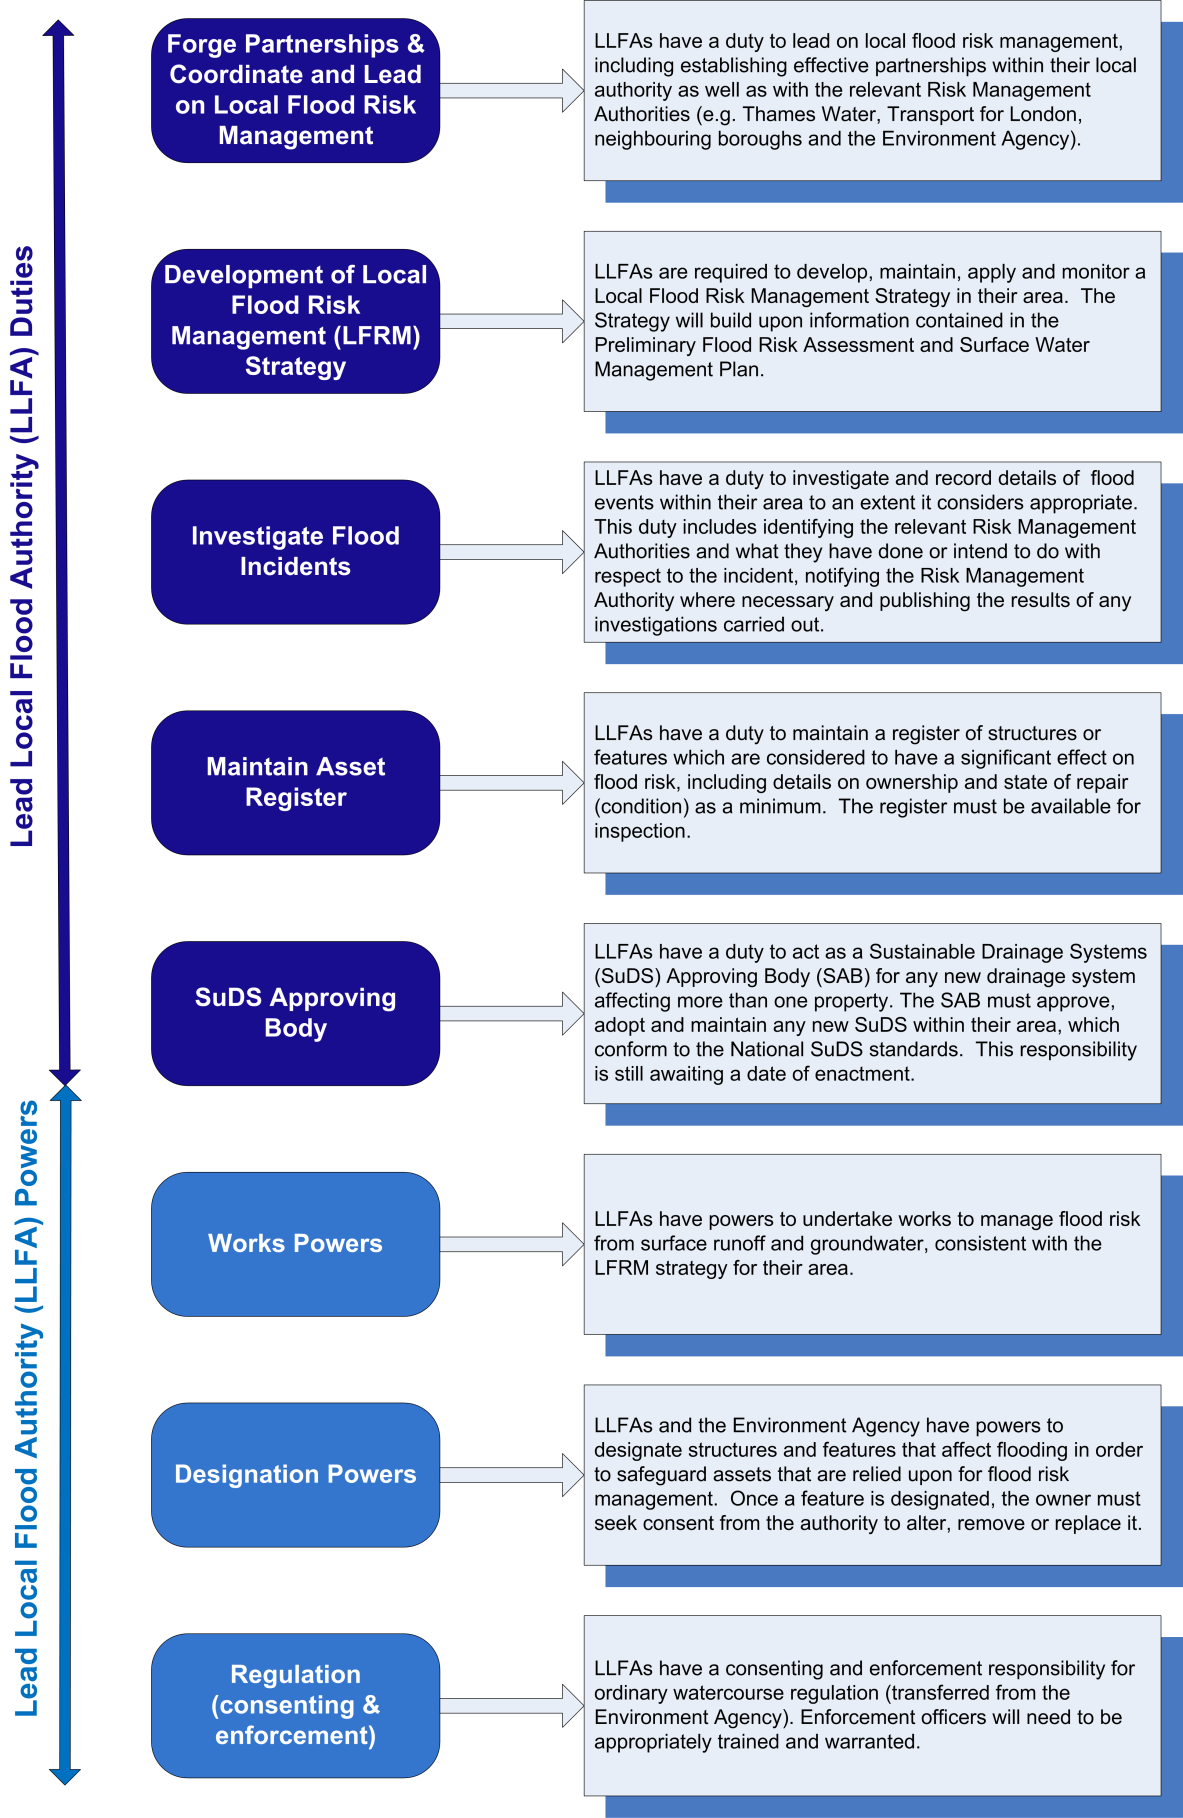 Lead Local Flood Authority (LLFA) Duties
Forge Partnerships &
Coordinate and Lead
on Local Flood Risk
Management
LLFAs have a duty to lead on local flood risk management,
including establishing effective partnerships within their local
authority as well as with the relevant Risk Management
Authorities (e.g. Thames Water, Transport for London,
neighbouring boroughs and the Environment Agency).
Development of Local
Flood Risk
Management (LFRM)
Strategy
LLFAs are required to develop, maintain, apply and monitor a
Local Flood Risk Management Strategy in their area.  The
Strategy will build upon information contained in the
Preliminary Flood Risk Assessment and Surface Water
Management Plan.
Investigate Flood
Incidents
LLFAs have a duty to investigate and record details of  flood
events within their area to an extent it considers appropriate.
This duty includes identifying the relevant Risk Management
Authorities and what they have done or intend to do with
respect to the incident, notifying the Risk Management
Authority where necessary and publishing the results of any
investigations carried out.
Maintain Asset
Register
LLFAs have a duty to maintain a register of structures or
features which are considered to have a significant effect on
flood risk, including details on ownership and state of repair
(condition) as a minimum.  The register must be available for
inspection.
SuDS Approving
Body
LLFAs have a duty to act as a Sustainable Drainage Systems
(SuDS) Approving Body (SAB) for any new drainage system
affecting more than one property. The SAB must approve,
adopt and maintain any new SuDS within their area, which
conform to the National SuDS standards.  This responsibility
is still awaiting a date of enactment.
Lead Local Flood Authority (LLFA) Powers
Works Powers
LLFAs have powers to undertake works to manage flood risk
from surface runoff and groundwater, consistent with the
LFRM strategy for their area.
Designation Powers
LLFAs and the Environment Agency have powers to
designate structures and features that affect flooding in order
to safeguard assets that are relied upon for flood risk
management.  Once a feature is designated, the owner must
seek consent from the authority to alter, remove or replace it.
Regulation
(consenting &
enforcement)
LLFAs have a consenting and enforcement responsibility for
ordinary watercourse regulation (transferred from the
Environment Agency). Enforcement officers will need to be
appropriately trained and warranted.